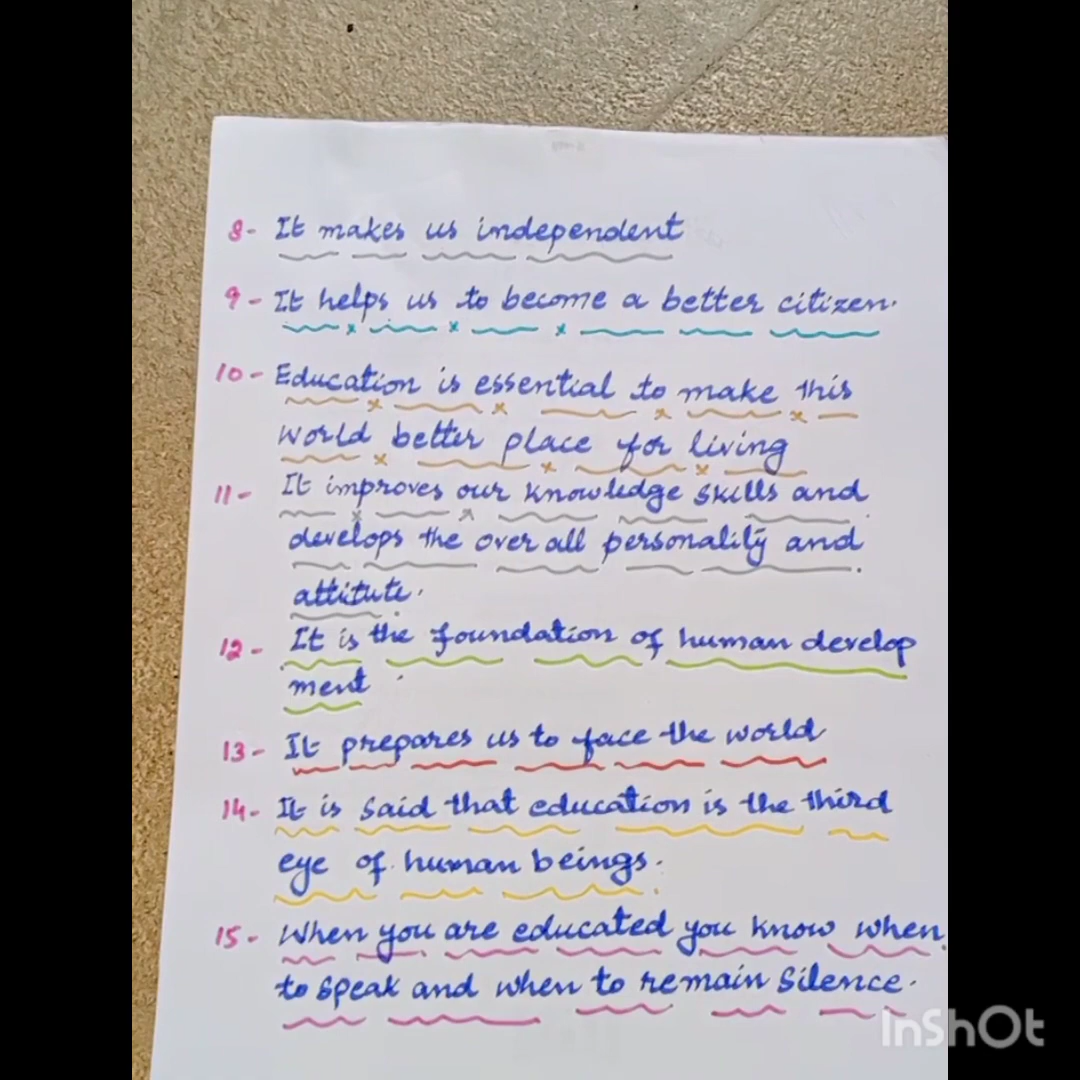 8- It makes us independent
9- It helps us to become a better citizen.
10- Education is essential to make this
world better place for living
11- It improves our knowledge skills and
develops the over all personality and
attitute.
12- It is the foundation of human develop
ment
13- It prepares us to face the world
14- It is said that education is the third
eye of human beings.
15- When you are educated you know when
to speak and when to remain silence.
InShOt